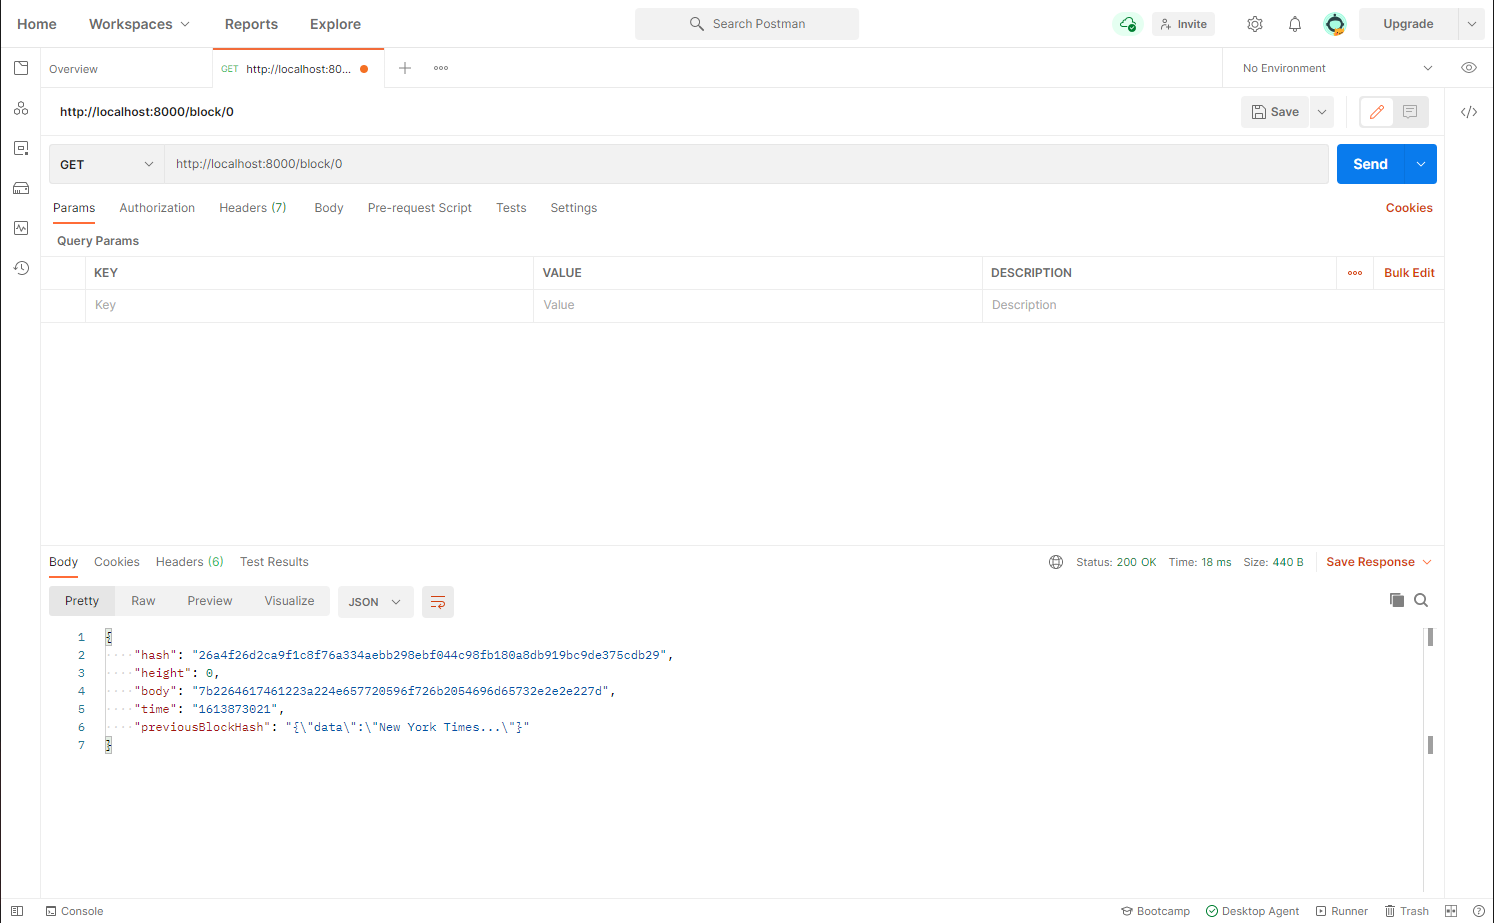 Home Workspaces Reports Explore Search Postman Invite Upgrade
Overview GET http://localhost:80... No Environment
http://localhost:8000/block/0 Save
GET http://localhost:8000/block/0 Send
Params Authorization Headers (7) Body Pre-request Script Tests Settings Cookies
Query Params
KEY VALUE DESCRIPTION Bulk Edit
Key Value Description
Body Cookies Headers (6) Test Results Status: 200 OK Time: 18 ms Size: 440 B Save Response
Pretty Raw Preview Visualize JSON
1 {
2 "hash": "26a4f26d2ca9f1c8f76a334aebb298ebf044c98fb180a8db919bc9de375cdb29",
3 "height": 0,
4 "body": "7b2264617461223a224e657720596f726b2054696d65732e2e2e227d",
5 "time": "1613873021",
6 "previousBlockHash": "{\"data\":\"New York Times...\"}"
7 }
Console Bootcamp Desktop Agent Runner Trash